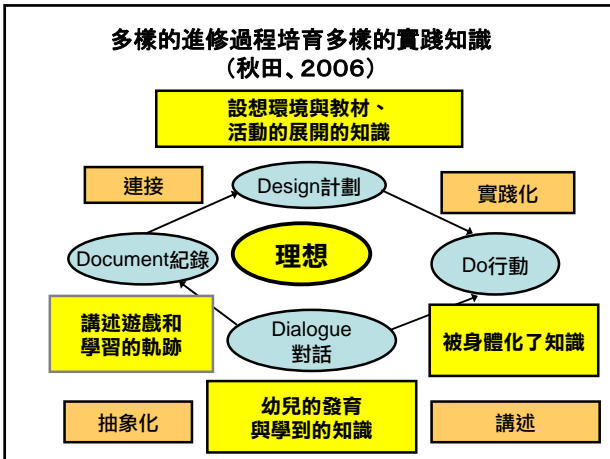 多樣的進修過程培育多樣的實踐知識
（秋田、2006）
設想環境與教材、
活動的展開的知識
連接
Design計劃
實踐化
Document紀錄
理想
Do行動
講述遊戲和
學習的軌跡
Dialogue
對話
被身體化了知識
抽象化
幼兒的發育
與學到的知識
講述